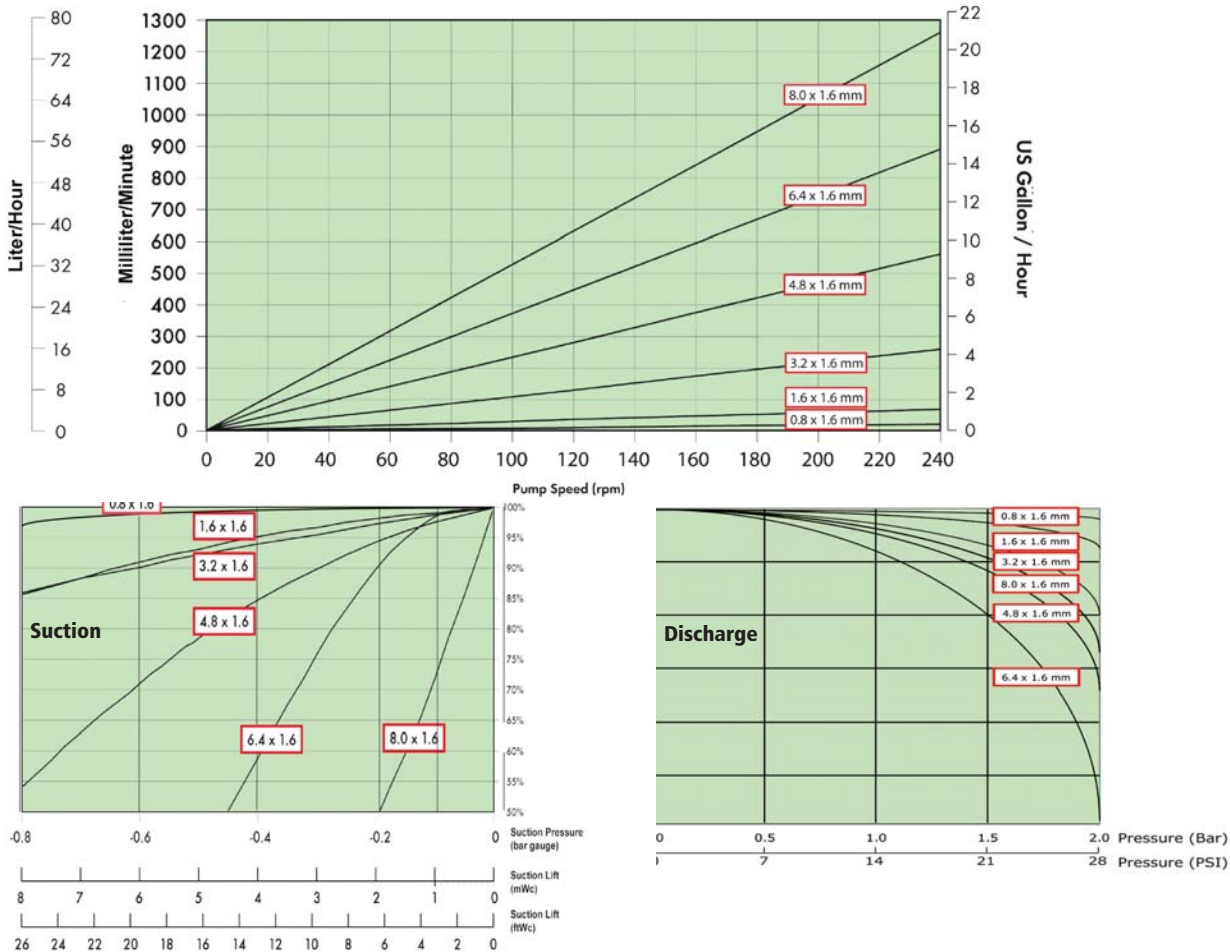 80
72
64
56
48
40
32
24
16
8
0
Liter/Hour
1300
1200
1100
1000
900
800
700
600
500
400
300
200
100
0
Milliliter/Minute
8.0 x 1.6 mm
6.4 x 1.6 mm
4.8 x 1.6 mm
3.2 x 1.6 mm
1.6 x 1.6 mm
0.8 x 1.6 mm
22
20
18
16
14
12
10
8
6
4
2
0
US Gallon / Hour
0 20 40 60 80 100 120 140 160 180 200 220 240
Pump Speed (rpm)
0.8 x 1.6
1.6 x 1.6
3.2 x 1.6
4.8 x 1.6
6.4 x 1.6
8.0 x 1.6
Suction
100%
95%
90%
85%
80%
75%
70%
65%
60%
55%
50%
-0.8 -0.6 -0.4 -0.2 0
Suction Pressure
(bar gauge)
Suction Lift
(mWc)
8 7 6 5 4 3 2 1 0
Suction Lift
(ftWc)
26 24 22 20 18 16 14 12 10 8 6 4 2 0
0.8 x 1.6 mm
1.6 x 1.6 mm
3.2 x 1.6 mm
8.0 x 1.6 mm
4.8 x 1.6 mm
6.4 x 1.6 mm
Discharge
0 0.5 1.0 1.5 2.0 Pressure (Bar)
7 14 21 28 Pressure (PSI)